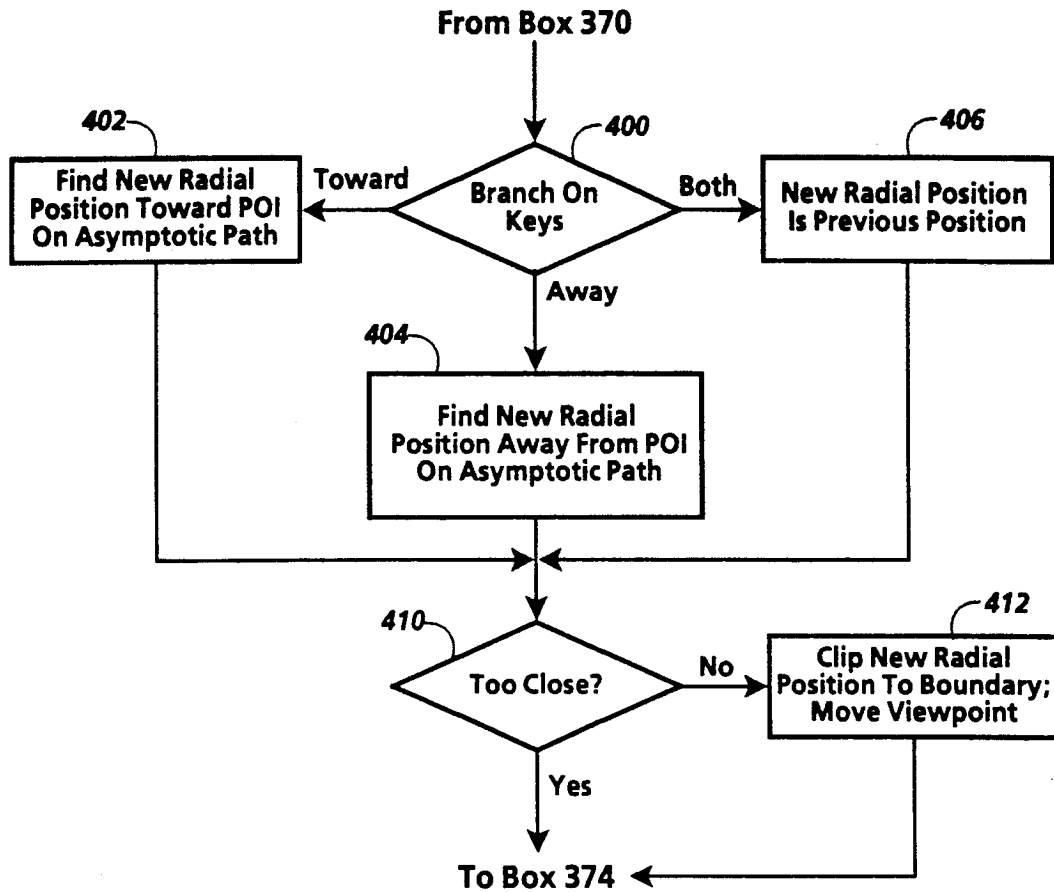 From Box 370
402
400
406
Find New Radial
Position Toward POI
On Asymptotic Path
Toward
Branch On
Keys
Both
New Radial Position
Is Previous Position
Away
404
Find New Radial
Position Away From POI
On Asymptotic Path
410
412
Too Close?
No
Clip New Radial
Position To Boundary;
Move Viewpoint
Yes
To Box 374